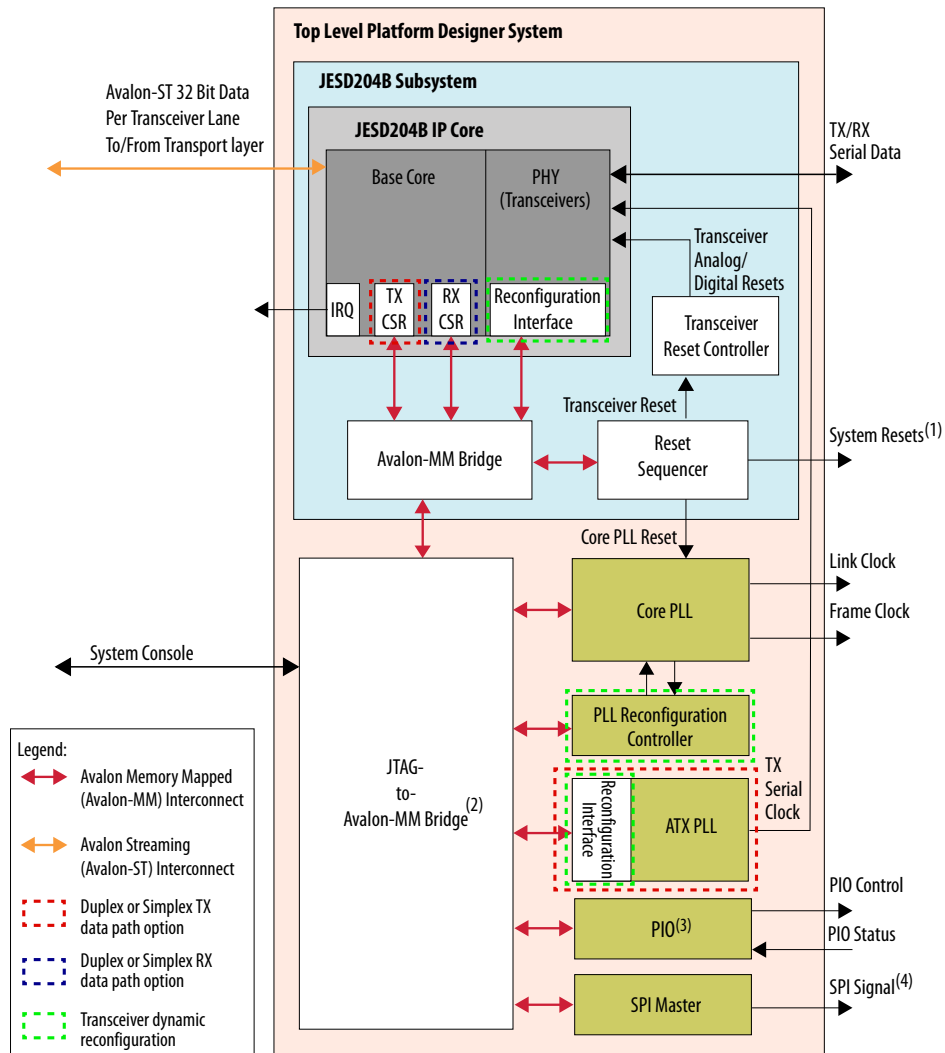 Top Level Platform Designer System
JESD204B Subsystem
Avalon-ST 32 Bit Data
Per Transceiver Lane
To/From Transport layer
JESD204B IP Core
TX/RX
Serial Data
Base Core
PHY
(Transceivers)
Transceiver
Analog/
Digital Resets
IRQ
TX
CSR
RX
CSR
Reconfiguration
Interface
Transceiver
Reset Controller
Transceiver Reset
Avalon-MM Bridge
Reset
Sequencer
System Resets(1)
Core PLL Reset
Link Clock
Core PLL
Frame Clock
System Console
PLL Reconfiguration
Controller
JTAG-
to-
Avalon-MM Bridge(2)
Reconfiguration
Interface
ATX PLL
TX
Serial
Clock
PIO Control
PIO(3)
PIO Status
SPI Signal(4)
SPI Master
Legend:
Avalon Memory Mapped
(Avalon-MM) Interconnect
Avalon Streaming
(Avalon-ST) Interconnect
Duplex or Simplex TX
data path option
Duplex or Simplex RX
data path option
Transceiver dynamic
reconfiguration